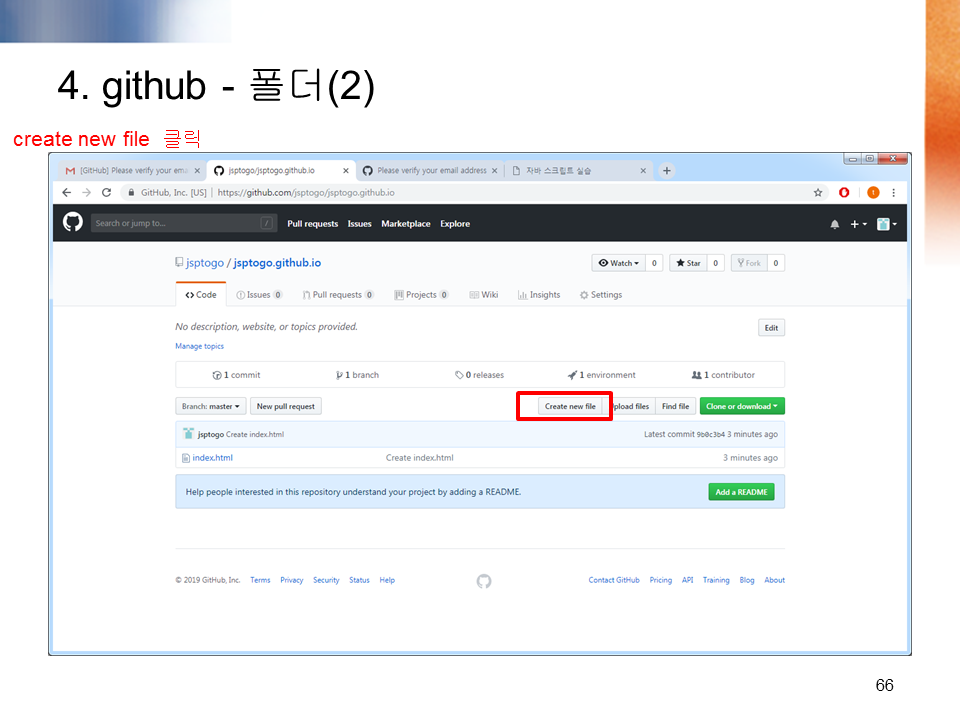 4. github - 폴더(2)
create new file 클릭
[GitHub] Please verify your ema
jsptogo/jsptogo.github.io
Please verify your email address
자바 스크립트 실습
GitHub, Inc. [US] | https://github.com/jsptogo/jsptogo.github.io
Search or jump to... /
Pull requests Issues Marketplace Explore
jsptogo / jsptogo.github.io
Watch 0 Star 0 Fork 0
Code Issues 0 Pull requests 0 Projects 0 Wiki Insights Settings
No description, website, or topics provided.
Edit
Manage topics
1 commit 1 branch 0 releases 1 environment 1 contributor
Branch: master New pull request Create new file pload files Find file Clone or download
jsptogo Create index.html Latest commit 9b0c3b4 3 minutes ago
index.html Create index.html 3 minutes ago
Help people interested in this repository understand your project by adding a README. Add a README
© 2019 GitHub, Inc. Terms Privacy Security Status Help Contact GitHub Pricing API Training Blog About
66